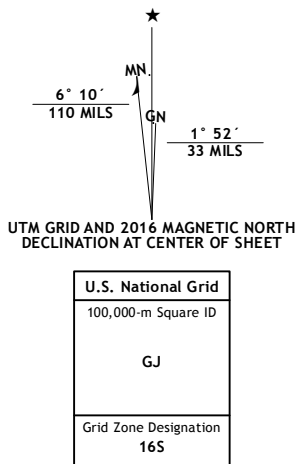 ★
MN
6° 10´
110 MILS
GN
1° 52´
33 MILS
UTM GRID AND 2016 MAGNETIC NORTH
DECLINATION AT CENTER OF SHEET
U.S. National Grid
100,000-m Square ID
GJ
Grid Zone Designation
16S